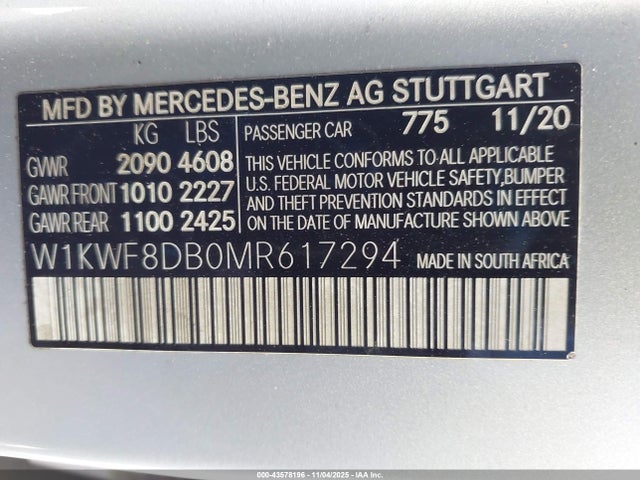 MFD BY MERCEDES-BENZ AG STUTTGART
KG LBS
GVWR 2090 4608
GAWR FRONT 1010 2227
GAWR REAR 1100 2425
PASSENGER CAR 775 11/20
THIS VEHICLE CONFORMS TO ALL APPLICABLE
U.S. FEDERAL MOTOR VEHICLE SAFETY, BUMPER
AND THEFT PREVENTION STANDARDS IN EFFECT
ON THE DATE OF MANUFACTURE SHOWN ABOVE
W1KWF8DB0MR617294 MADE IN SOUTH AFRICA
000-43578196 - 11/04/2025 - IAA Inc.